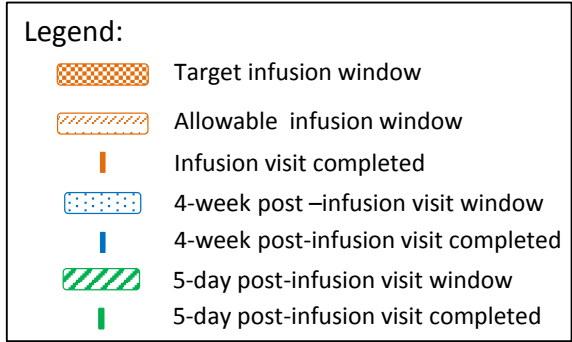 Legend:
Target infusion window
Allowable infusion window
Infusion visit completed
4-week post –infusion visit window
4-week post-infusion visit completed
5-day post-infusion visit window
5-day post-infusion visit completed